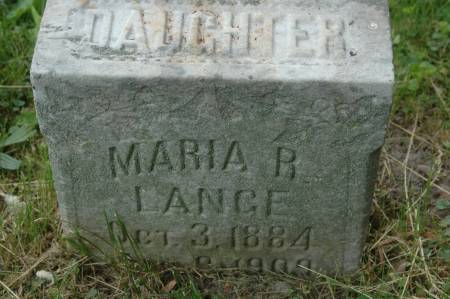 DAUGHTER
MARIA R
LANGE
OCT 3, 1884